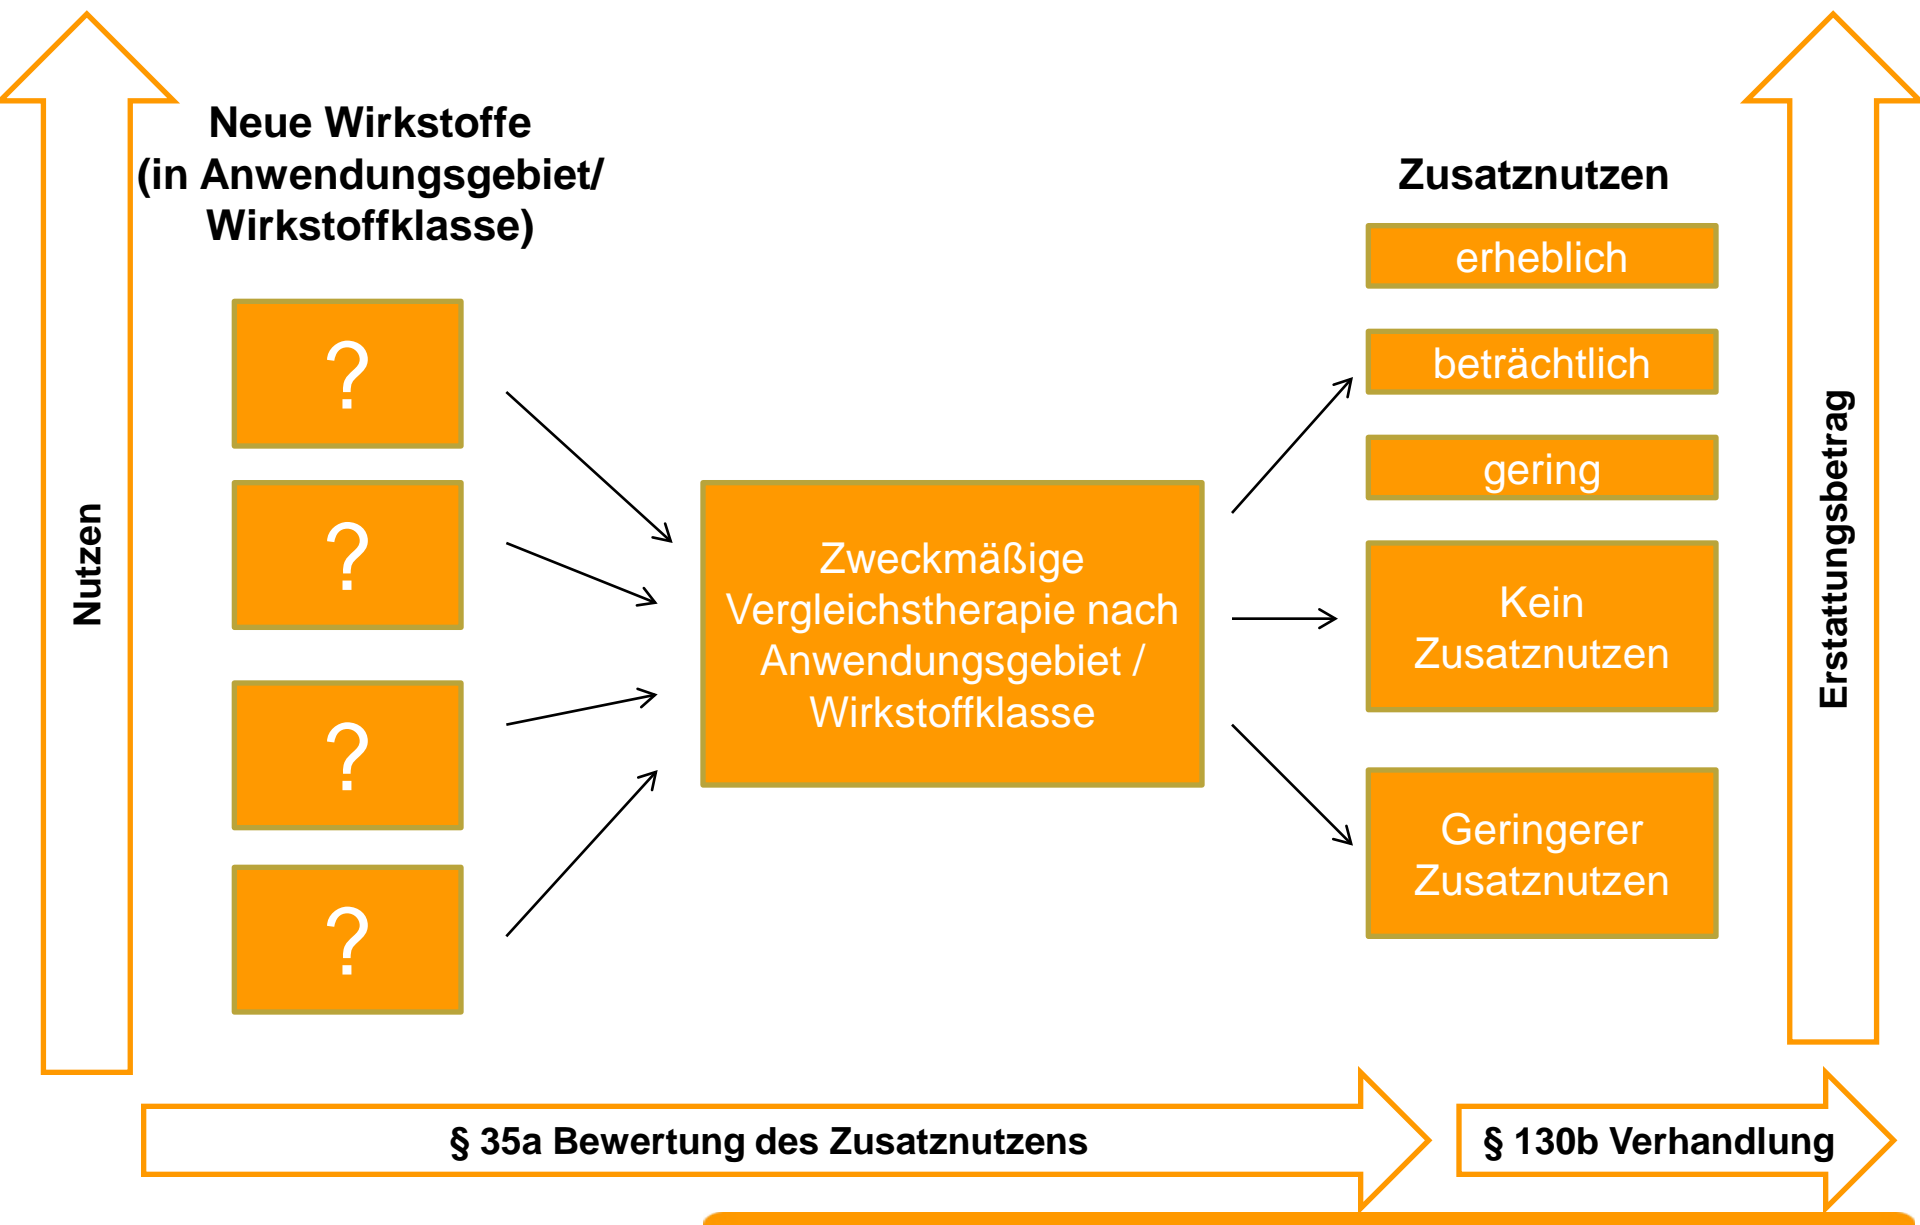 Neue Wirkstoffe
(in Anwendungsgebiet/
Wirkstoffklasse)
Zusatznutzen
Nutzen
?
?
?
?
Zweckmäßige
Vergleichstherapie nach
Anwendungsgebiet /
Wirkstoffklasse
erheblich
beträchtlich
gering
Kein
Zusatznutzen
Geringerer
Zusatznutzen
Erstattungsbetrag
§ 35a Bewertung des Zusatznutzens
§ 130b Verhandlung